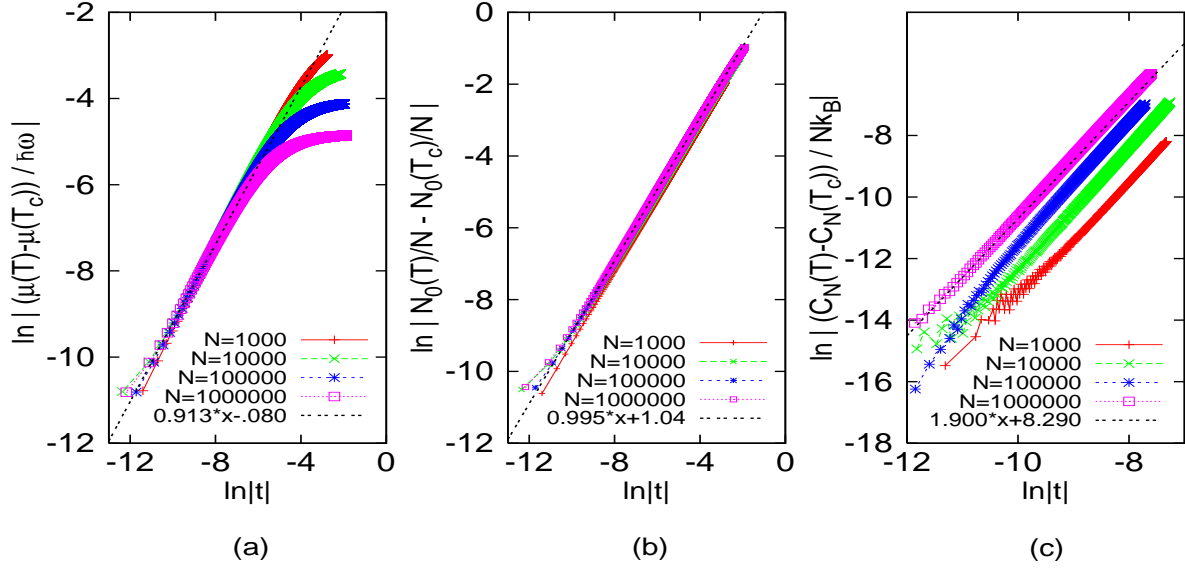 ln | (μ(T)-μ(T_c)) / ħω |
-2
-4
-6
-8
-10
-12
-12
-8
-4
0
ln|t|
N=1000
N=10000
N=100000
N=1000000
0.913*x-.080
(a)
ln | N_0(T)/N - N_0(T_c)/N |
0
-2
-4
-6
-8
-10
-12
-12
-8
-4
0
ln|t|
N=1000
N=10000
N=100000
N=1000000
0.995*x+1.04
(b)
ln | (C_N(T)-C_N(T_c)) / Nk_B|
-8
-10
-12
-14
-16
-18
-12
-10
-8
ln|t|
N=1000
N=10000
N=100000
N=1000000
1.900*x+8.290
(c)